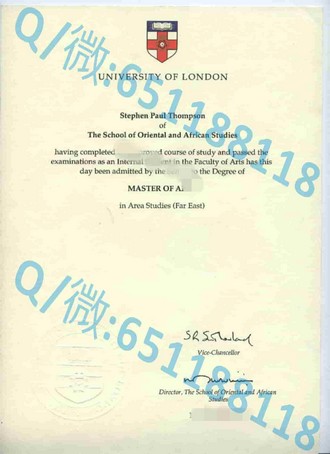 UNIVERSITY OF LONDON
Stephen Paul Thompson
of
The School of Oriental and African Studies
having completed course of study and passed the
examinations as an Internal in the Faculty of Arts has this
day been admitted by the to the Degree of
MASTER OF
in Area Studies (Far East)
Vice-Chancellor
Director, The School of Oriental and African
Studies
Q/微:651188118
Q/微:651188118